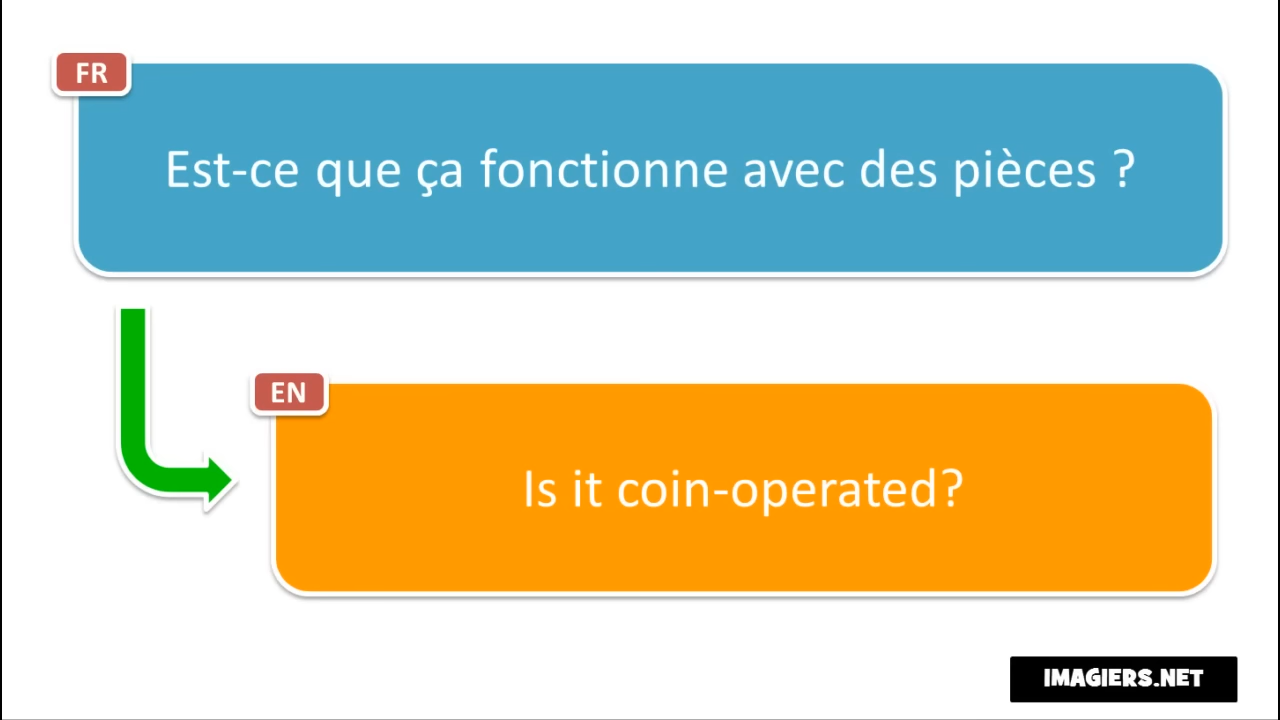 FR
Est-ce que ça fonctionne avec des pièces ?
EN
Is it coin-operated?
IMAGIERS.NET